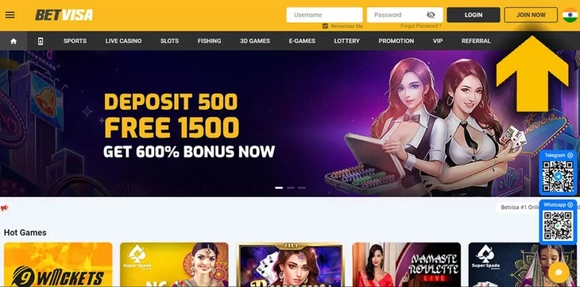 BETVISA
Username
Password
LOGIN
JOIN NOW
Remember Me
Forgot Password ?
SPORTS
LIVE CASINO
SLOTS
FISHING
3D GAMES
E-GAMES
LOTTERY
PROMOTION
VIP
REFERRAL
DEPOSIT 500
FREE 1500
GET 600% BONUS NOW
Telegram
Whatsapp
Betvisa #1 Onli
Hot Games
9WICKETS
Super Spade
JILI
NAMASTE
ROULETTE
LIVE
Super Spade